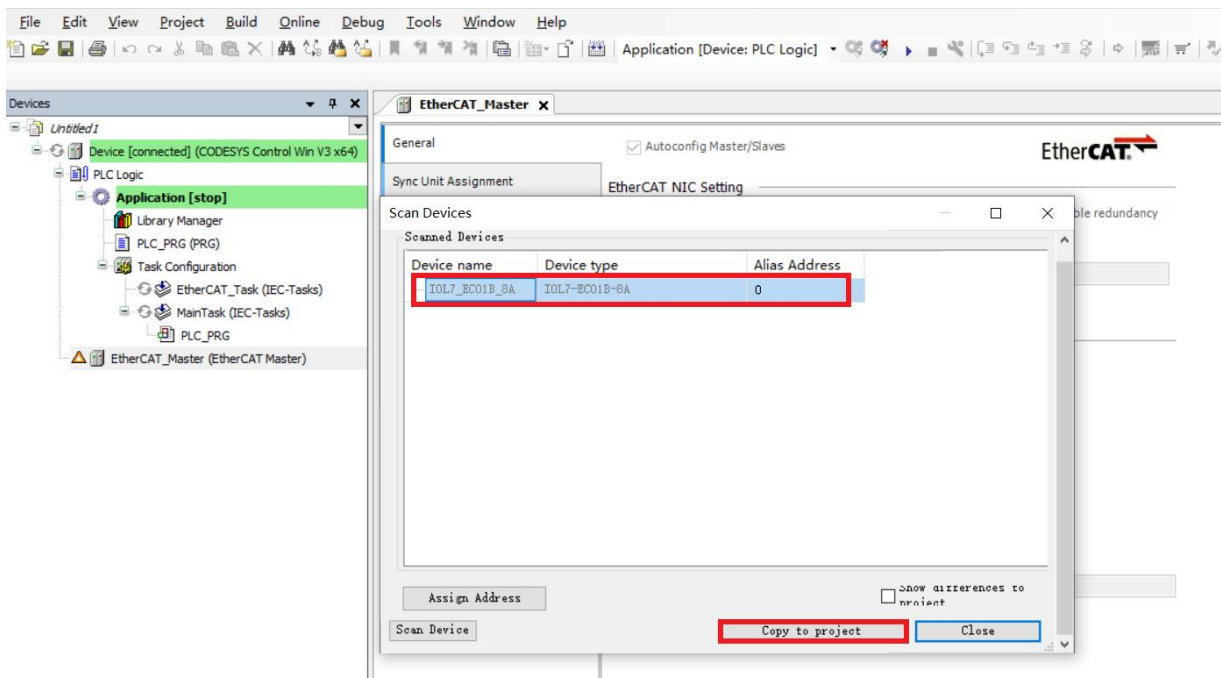 File Edit View Project Build Online Debug Tools Window Help
Application [Device: PLC Logic]
Devices
Untitled1
Device [connected] (CODESYS Control Win V3 x64)
PLC Logic
Application [stop]
Library Manager
PLC_PRG (PRG)
Task Configuration
EtherCAT_Task (IEC-Tasks)
MainTask (IEC-Tasks)
PLC_PRG
EtherCAT_Master (EtherCAT Master)
EtherCAT_Master
General
Sync Unit Assignment
Autoconfig Master/Slaves
EtherCAT.
EtherCAT NIC Setting
ble redundancy
Scan Devices
Scanned Devices
Device name Device type Alias Address
IOL7_EC01B_8A IOL7-EC01B-8A 0
Assign Address
Show differences to
project
Scan Device
Copy to project
Close